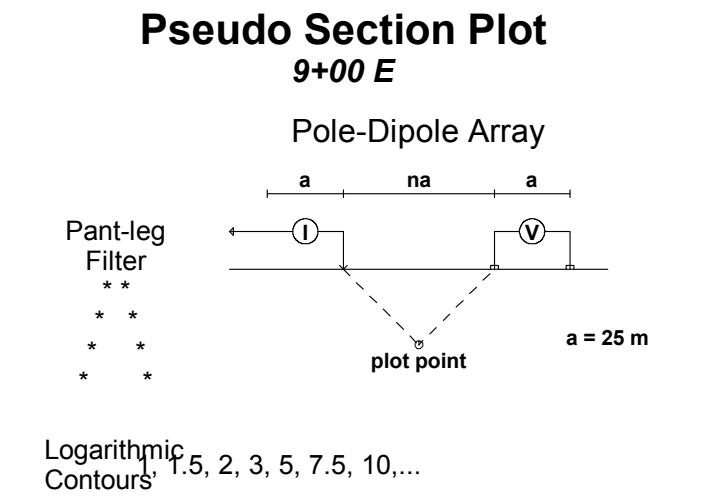 Pseudo Section Plot
9+00 E
Pole-Dipole Array
a na a
I V
Pant-leg
Filter
* *
* *
* *
* *
plot point
a = 25 m
Logarithmic
Contours
1, 1.5, 2, 3, 5, 7.5, 10,...